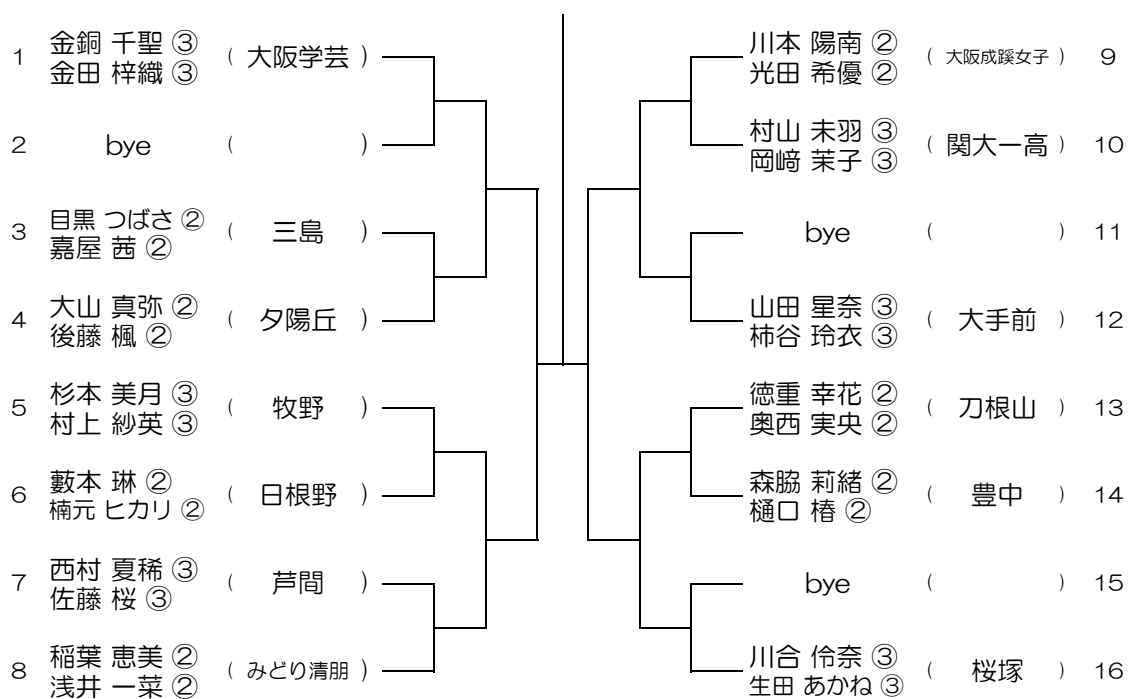 1 金銅 千聖 ③ ( 大阪学芸 )
金田 梓織 ③
2 bye ( )
3 目黒 つばさ ② ( 三島 )
嘉屋 茜 ②
4 大山 真弥 ② ( 夕陽丘 )
後藤 楓 ②
5 杉本 美月 ③ ( 牧野 )
村上 紗英 ③
6 藪本 琳 ② ( 日根野 )
楠元 ヒカリ ②
7 西村 夏稀 ③ ( 芦間 )
佐藤 桜 ③
8 稲葉 恵美 ② ( みどり清朋 )
浅井 一菜 ②
川本 陽南 ② ( 大阪成蹊女子 ) 9
光田 希優 ②
村山 未羽 ③ ( 関大一高 ) 10
岡﨑 茉子 ③
bye ( ) 11
山田 星奈 ③ ( 大手前 ) 12
柿谷 玲衣 ③
徳重 幸花 ② ( 刀根山 ) 13
奥西 実央 ②
森脇 莉緒 ② ( 豊中 ) 14
樋口 椿 ②
bye ( ) 15
川合 伶奈 ③ ( 桜塚 ) 16
生田 あかね ③